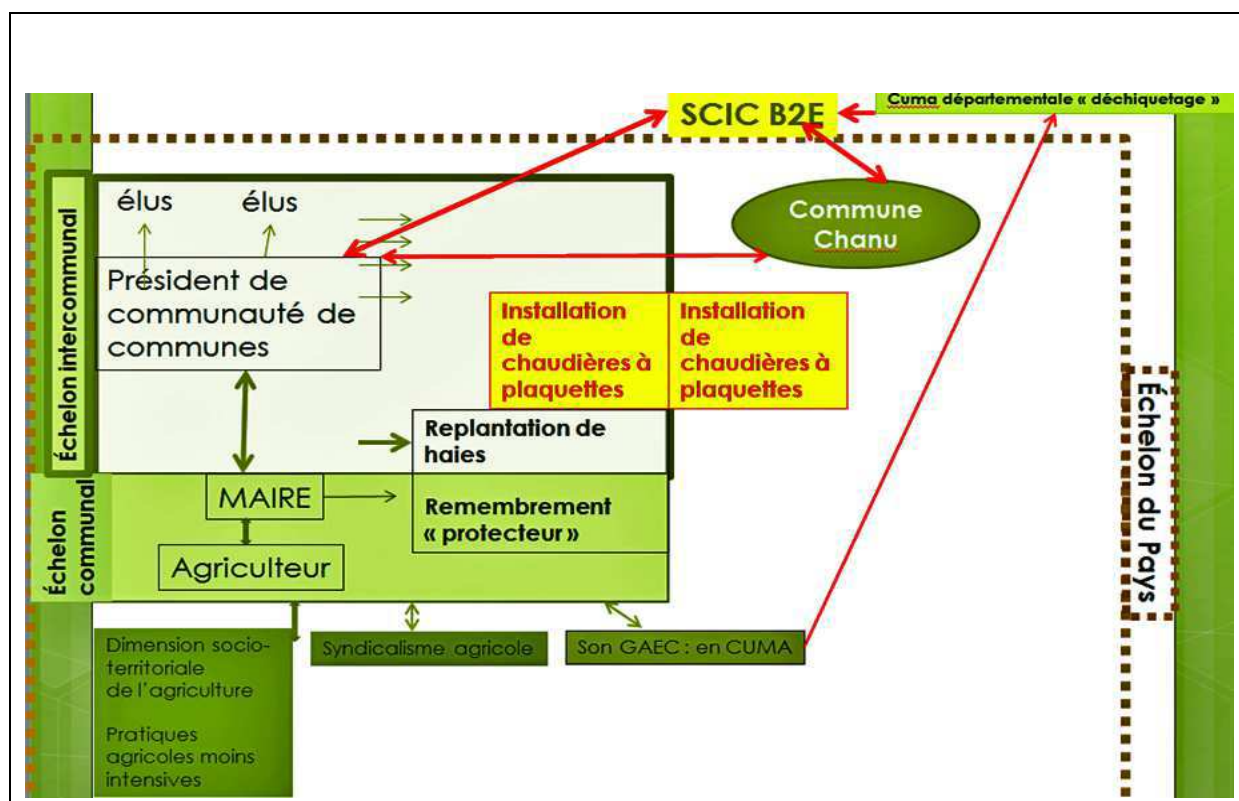 Cuma départementale « déchiquetage »
SCIC B2E
Échelon intercommunal
élus
élus
Commune
Chanu
Président de
communauté de
communes
Installation
de
chaudières à
plaquettes
Installation
de
chaudières à
plaquettes
Replantation de
haies
Échelon du Pays
Échelon
communal
MAIRE
Remembrement
« protecteur »
Agriculteur
Dimension socio-
territoriale
de l'agriculture
Pratiques
agricoles moins
intensives
Syndicalisme agricole
Son GAEC : en CUMA